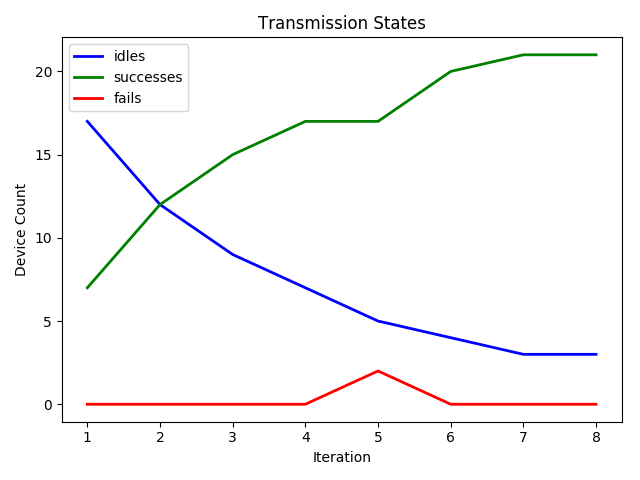 Transmission States
idles
successes
fails
Device Count
20
15
10
5
0
1 2 3 4 5 6 7 8
Iteration